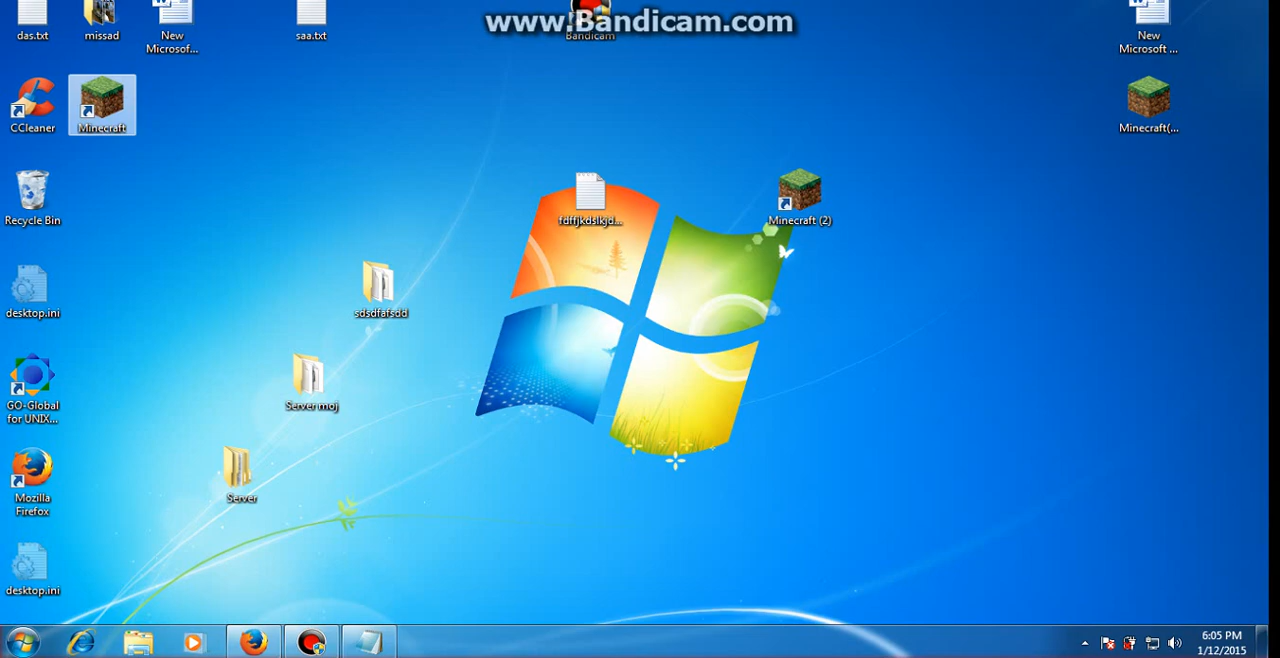 www.Bandicam.com
das.txt
missad
New
Microsof...
saa.txt
Bandicam
New
Microsoft ...
CCleaner
Minecraft
Minecraft(...
Recycle Bin
fdffjkdslkjd...
Minecraft (2)
desktop.ini
sdsdfafsdd
GO-Global
for UNIX...
Server moj
Mozilla
Firefox
Server
desktop.ini
6:05 PM
1/12/2015